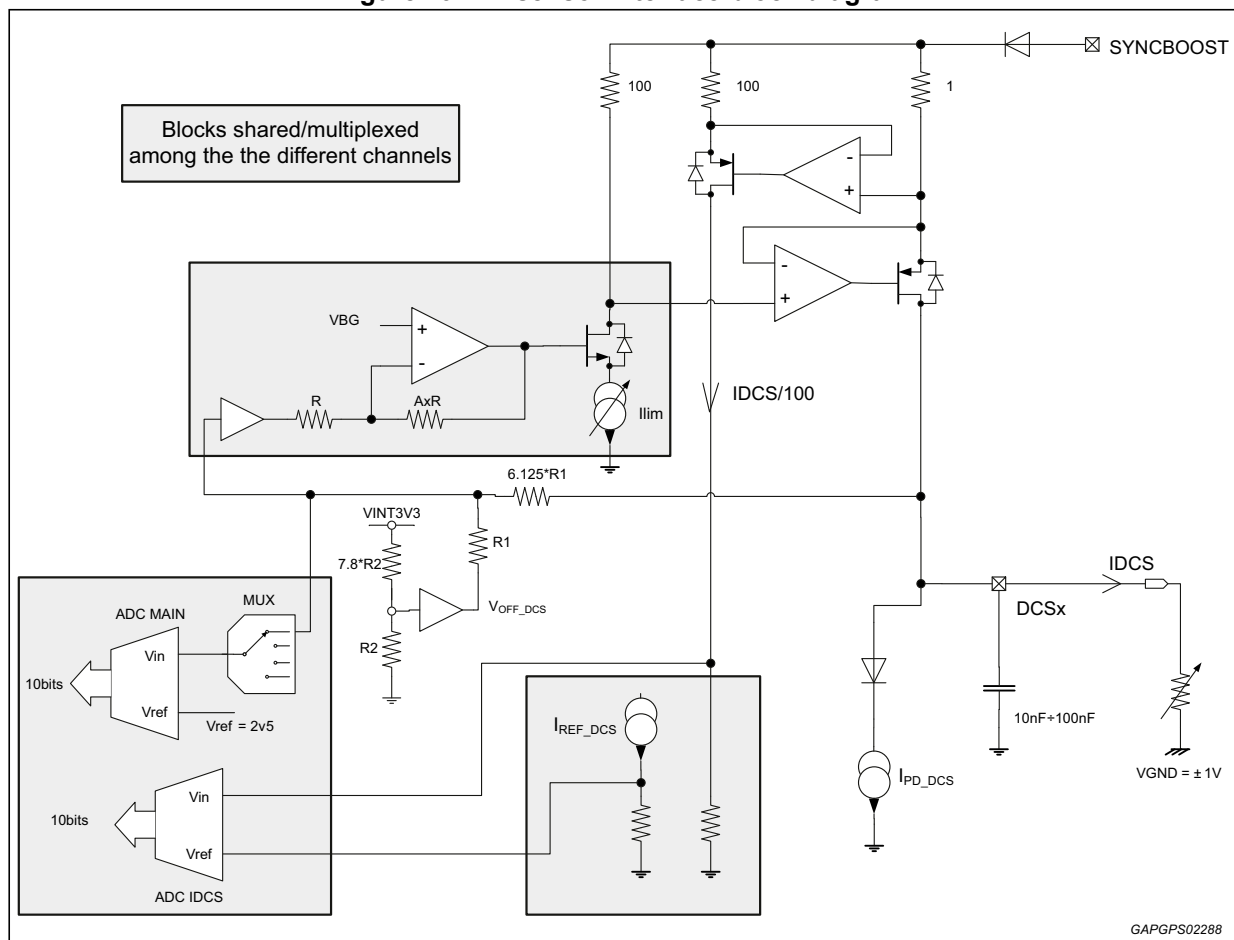 SYNCBOOST
100
100
1
Blocks shared/multiplexed
among the the different channels
-
+
-
+
VBG
+
-
R
AxR
Ilim
IDCS/100
6.125*R1
VINT3V3
7.8*R2
R1
VOFF_DCS
R2
IDCS
DCSx
10nF÷100nF
VGND = ± 1V
IPD_DCS
ADC MAIN
MUX
Vin
10bits
Vref
Vref = 2v5
IREF_DCS
Vin
10bits
Vref
ADC IDCS
GAPGPS02288